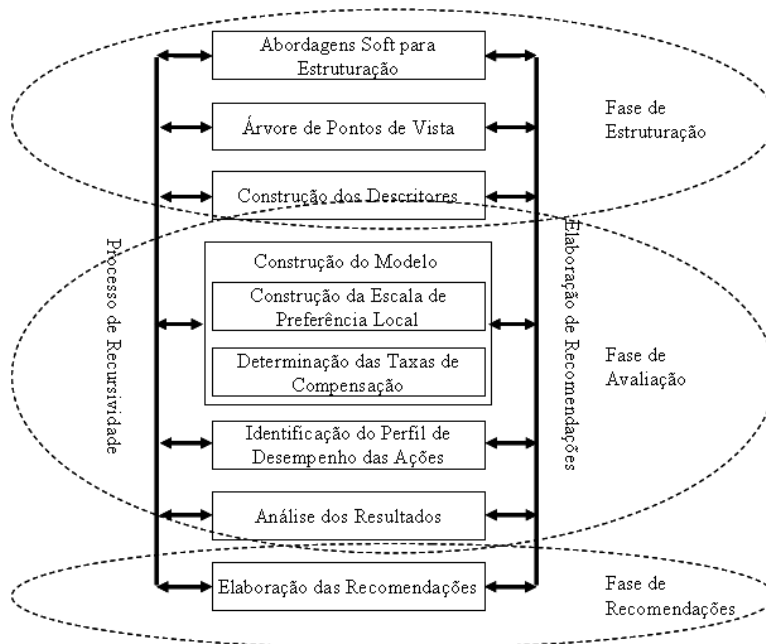 Abordagens Soft para
Estruturação
Árvore de Pontos de Vista
Fase de
Estruturação
Construção dos Descritores
Processo de Recursividade
Elaboração de Recomendações
Construção do Modelo
Construção da Escala de
Preferência Local
Determinação das Taxas de
Compensação
Fase de
Avaliação
Identificação do Perfil de
Desempenho das Ações
Análise dos Resultados
Elaboração das Recomendações
Fase de
Recomendações